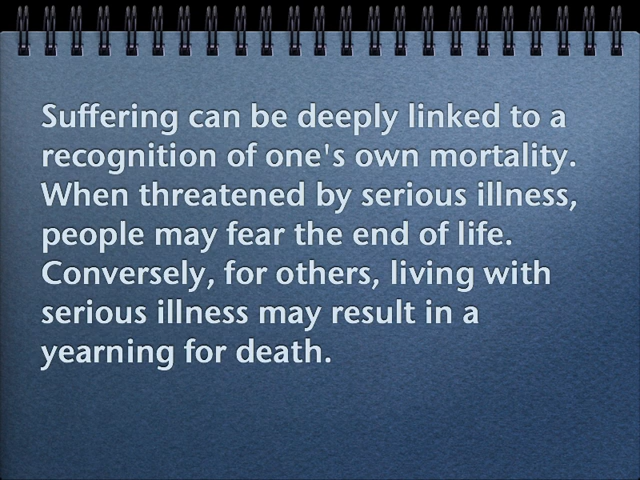 Suffering can be deeply linked to a
recognition of one's own mortality.
When threatened by serious illness,
people may fear the end of life.
Conversely, for others, living with
serious illness may result in a
yearning for death.